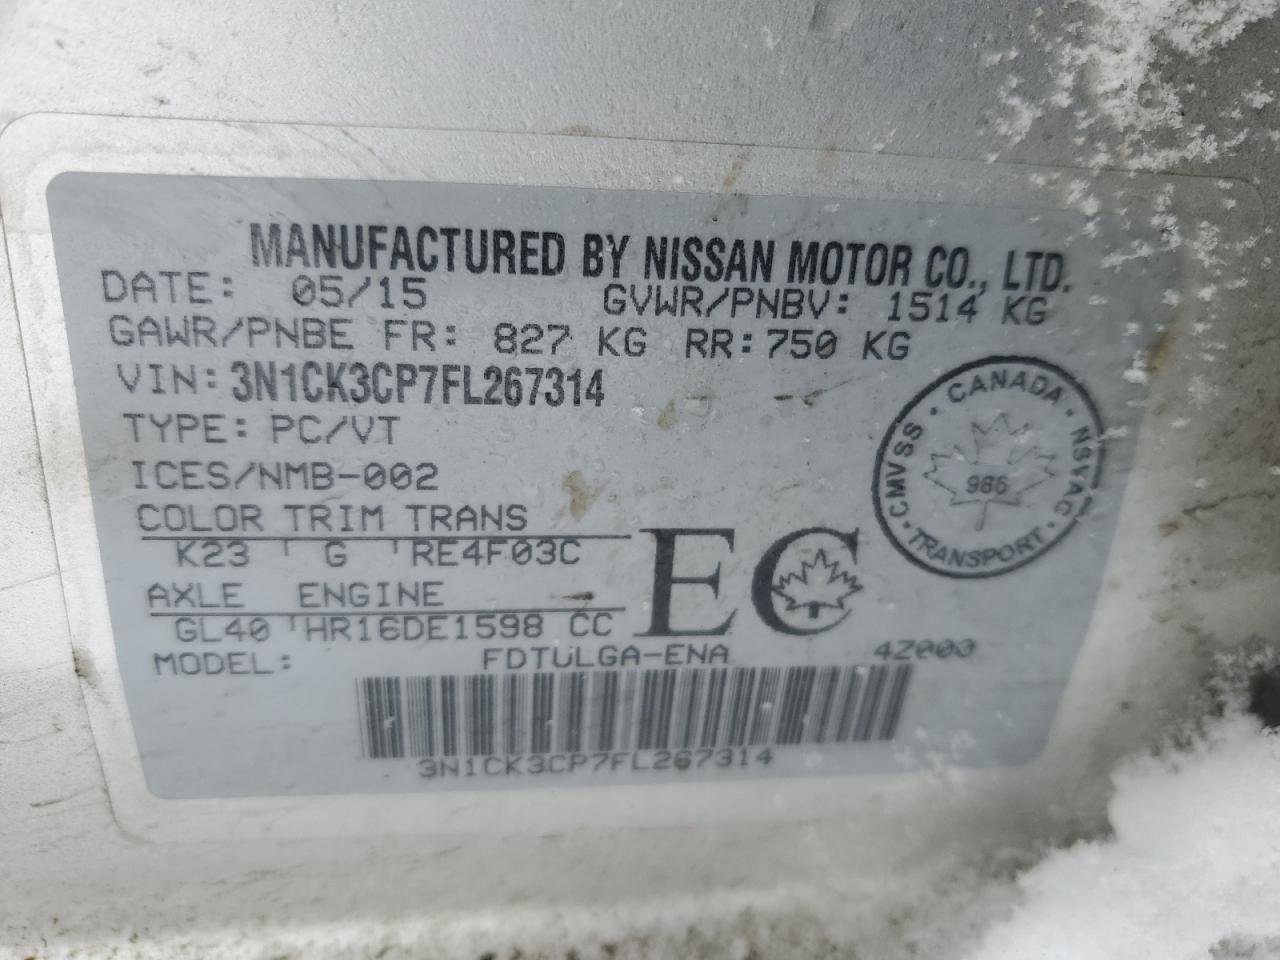 MANUFACTURED BY NISSAN MOTOR CO., LTD.
DATE: 05/15 GVWR/PNBV: 1514 KG
GAWR/PNBE FR: 827 KG RR: 750 KG
VIN: 3N1CK3CP7FL267314
TYPE: PC/VT
ICES/NMB-002
COLOR TRIM TRANS
K23 G RE4F03C
AXLE ENGINE
GL40 HR16DE1598 CC
MODEL: FDTULGA-ENA 4Z000
3N1CK3CP7FL267314
EC
CANADA · NSVAC · TRANSPORT · CMVSS ·
986